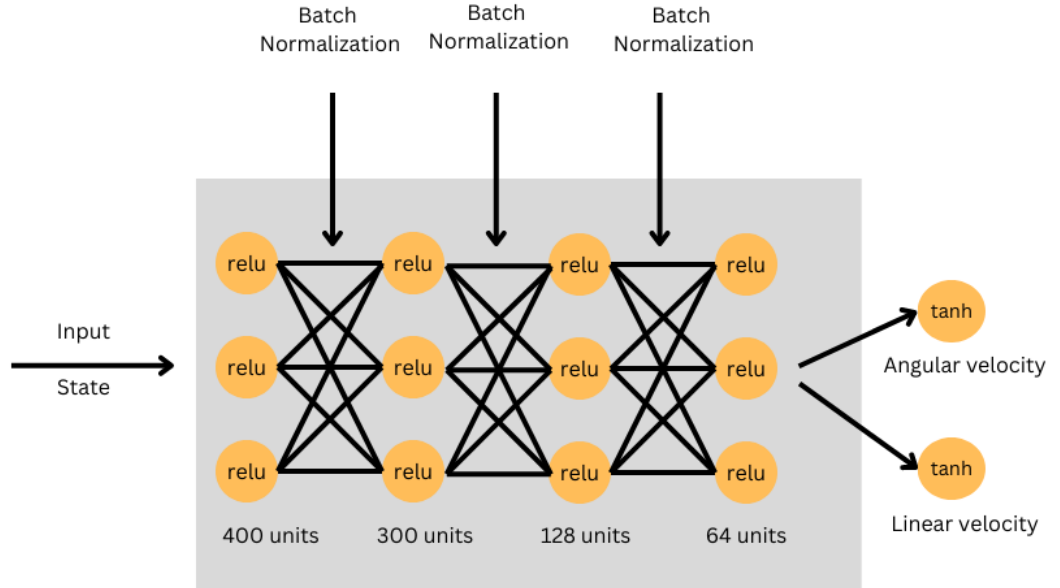 Batch
Normalization
Batch
Normalization
Batch
Normalization
Input
State
relu
relu
relu
relu
relu
relu
relu
relu
relu
relu
relu
relu
400 units
300 units
128 units
64 units
tanh
Angular velocity
tanh
Linear velocity